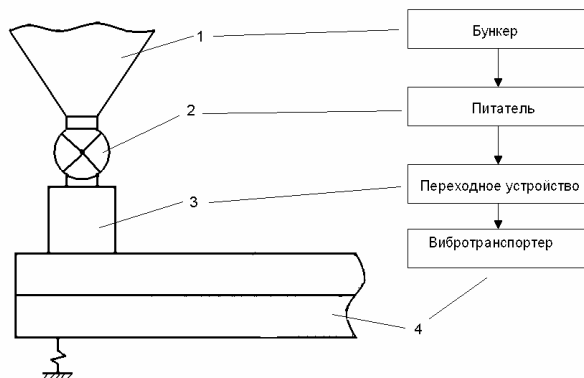 1
Бункер
2
Питатель
3
Переходное устройство
Вибротранспортер
4